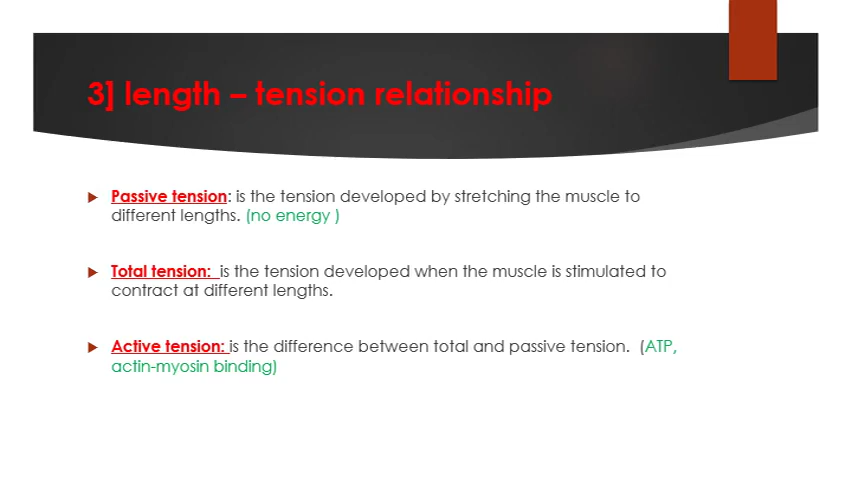 3] length – tension relationship
Passive tension: is the tension developed by stretching the muscle to
different lengths. (no energy )
Total tension: is the tension developed when the muscle is stimulated to
contract at different lengths.
Active tension: is the difference between total and passive tension. (ATP,
actin-myosin binding)